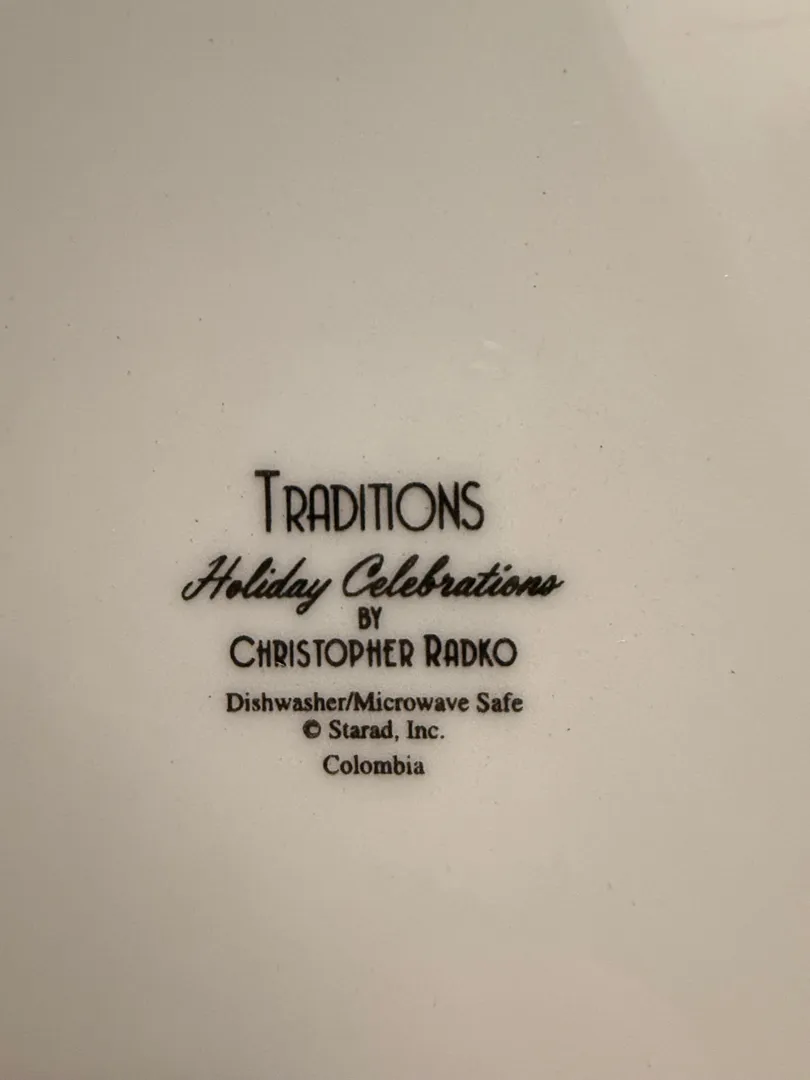 TRADITIONS
Holiday Celebrations
BY
CHRISTOPHER RADKO
Dishwasher/Microwave Safe
© Starad, Inc.
Colombia